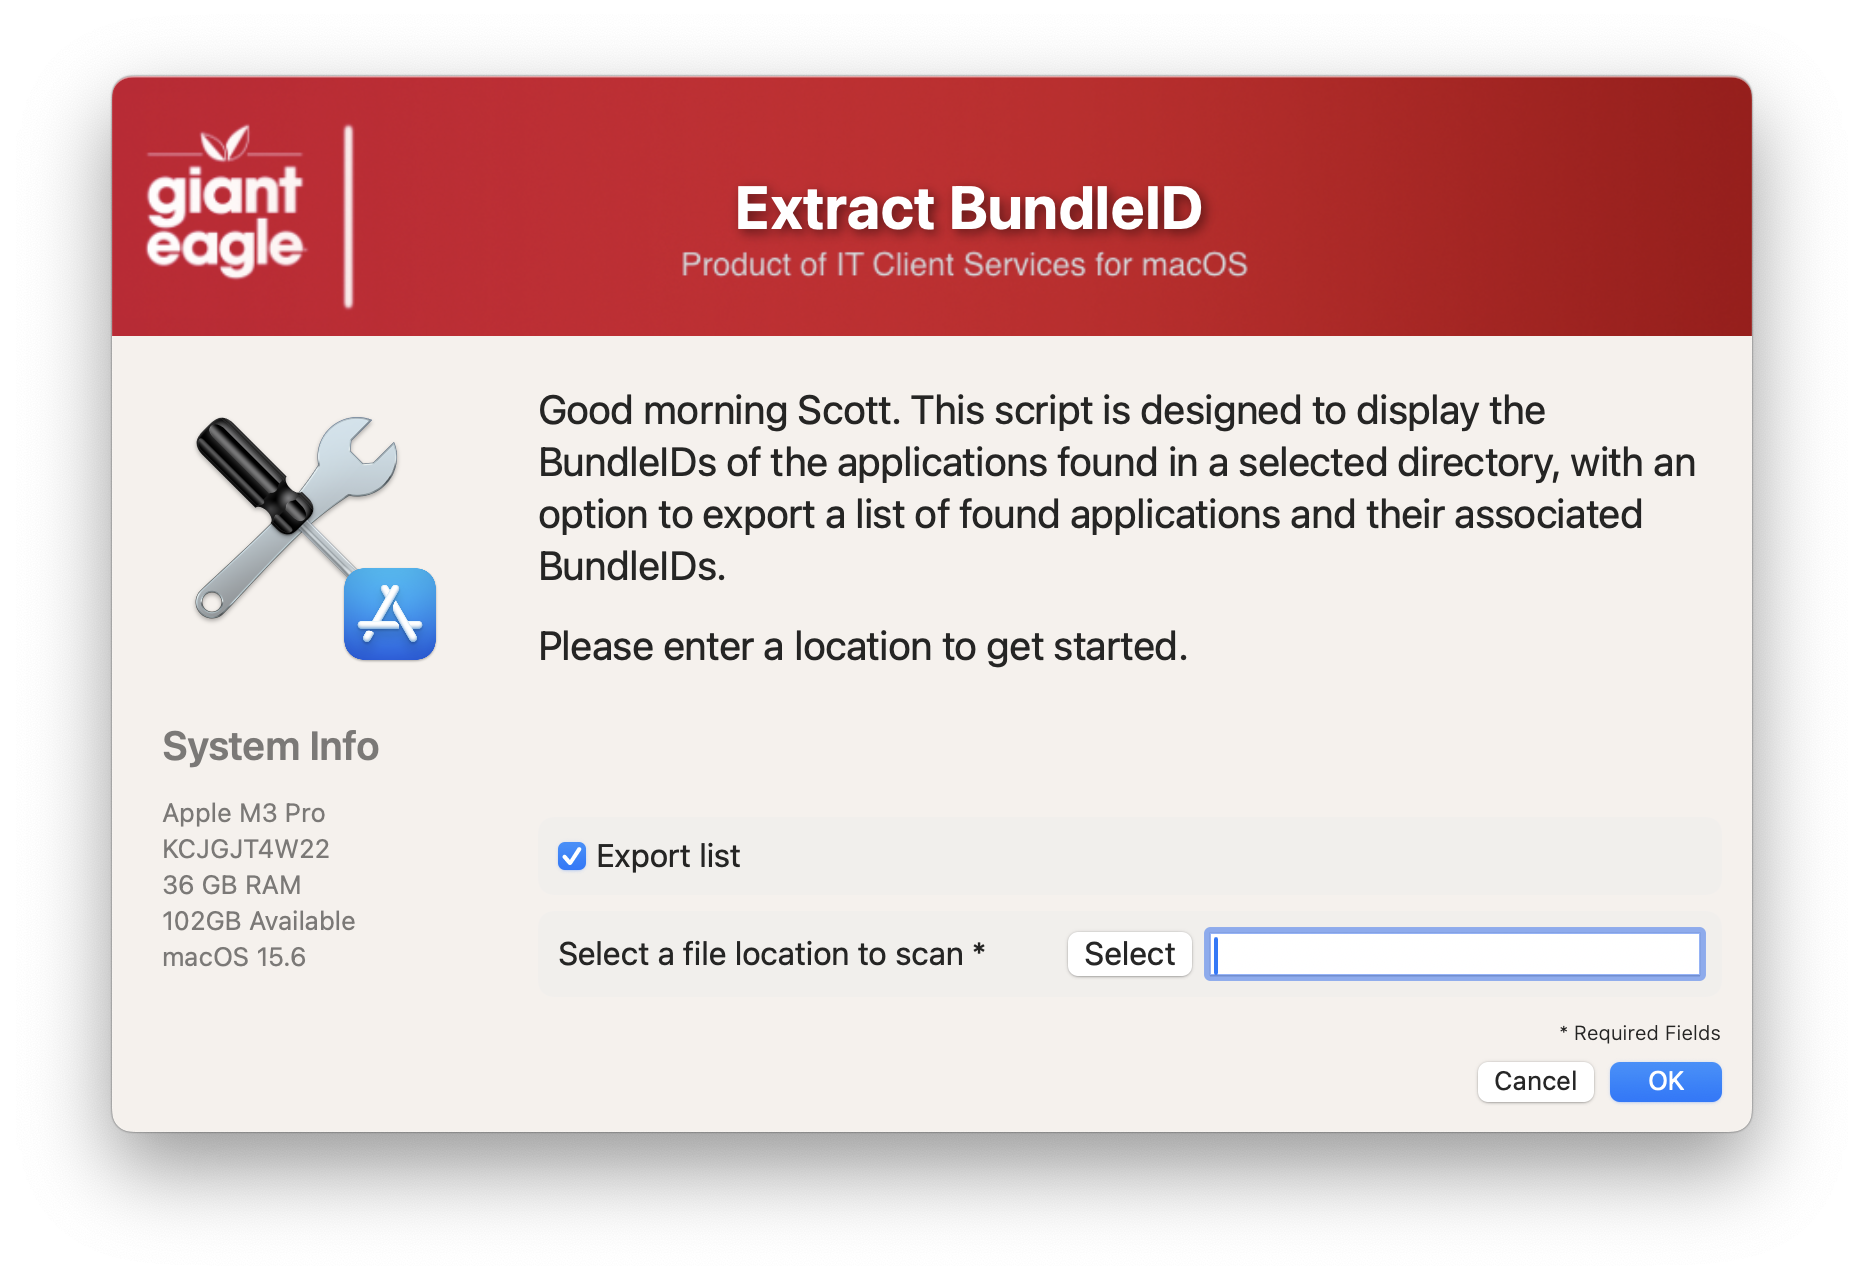 giant
eagle
Extract BundleID
Product of IT Client Services for macOS
Good morning Scott. This script is designed to display the
BundleIDs of the applications found in a selected directory, with an
option to export a list of found applications and their associated
BundleIDs.
Please enter a location to get started.
System Info
Apple M3 Pro
KCJGJT4W22
36 GB RAM
102GB Available
macOS 15.6
Export list
Select a file location to scan *
Select
* Required Fields
Cancel
OK